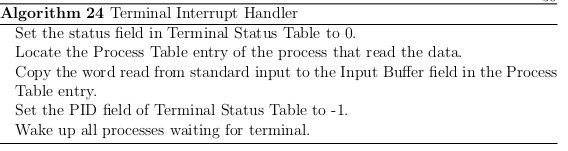 Algorithm 24 Terminal Interrupt Handler
Set the status field in Terminal Status Table to 0.
Locate the Process Table entry of the process that read the data.
Copy the word read from standard input to the Input Buffer field in the Process
Table entry.
Set the PID field of Terminal Status Table to -1.
Wake up all processes waiting for terminal.